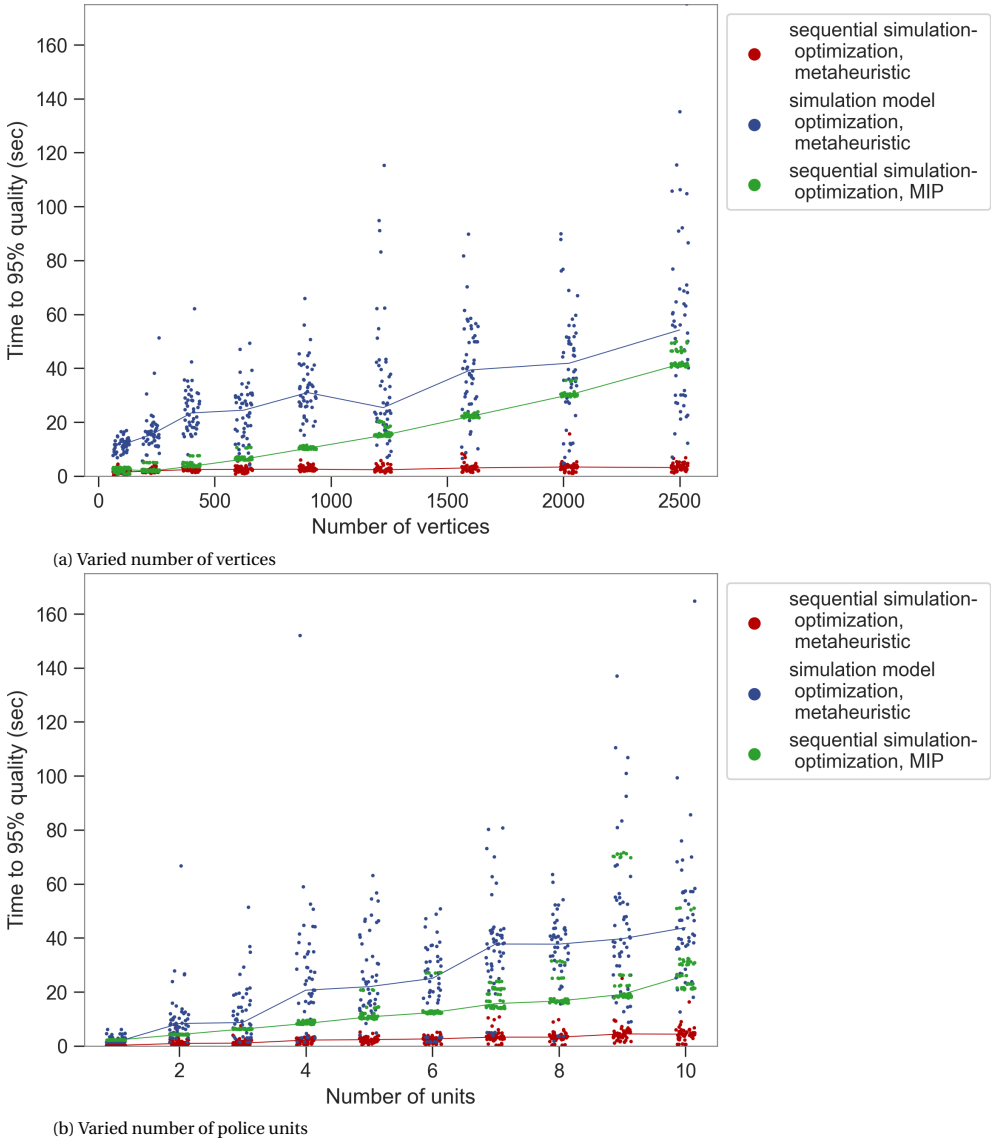 160
140
120
100
80
60
40
20
0
Time to 95% quality (sec)
0
500
1000
1500
2000
2500
Number of vertices
sequential simulation-
optimization,
metaheuristic
simulation model
optimization,
metaheuristic
sequential simulation-
optimization, MIP
(a) Varied number of vertices
160
140
120
100
80
60
40
20
0
Time to 95% quality (sec)
2
4
6
8
10
Number of units
sequential simulation-
optimization,
metaheuristic
simulation model
optimization,
metaheuristic
sequential simulation-
optimization, MIP
(b) Varied number of police units